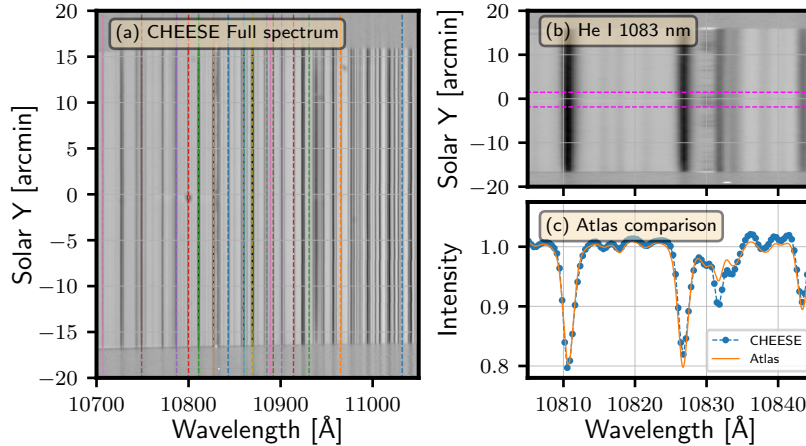 (a) CHEESE Full spectrum
Solar Y [arcmin]
20
15
10
5
0
−5
−10
−15
−20
10700
10800
10900
11000
Wavelength [Å]
(b) He I 1083 nm
Solar Y [arcmin]
20
10
0
−10
−20
(c) Atlas comparison
Intensity
1.0
0.9
0.8
CHEESE
Atlas
10810
10820
10830
10840
Wavelength [Å]